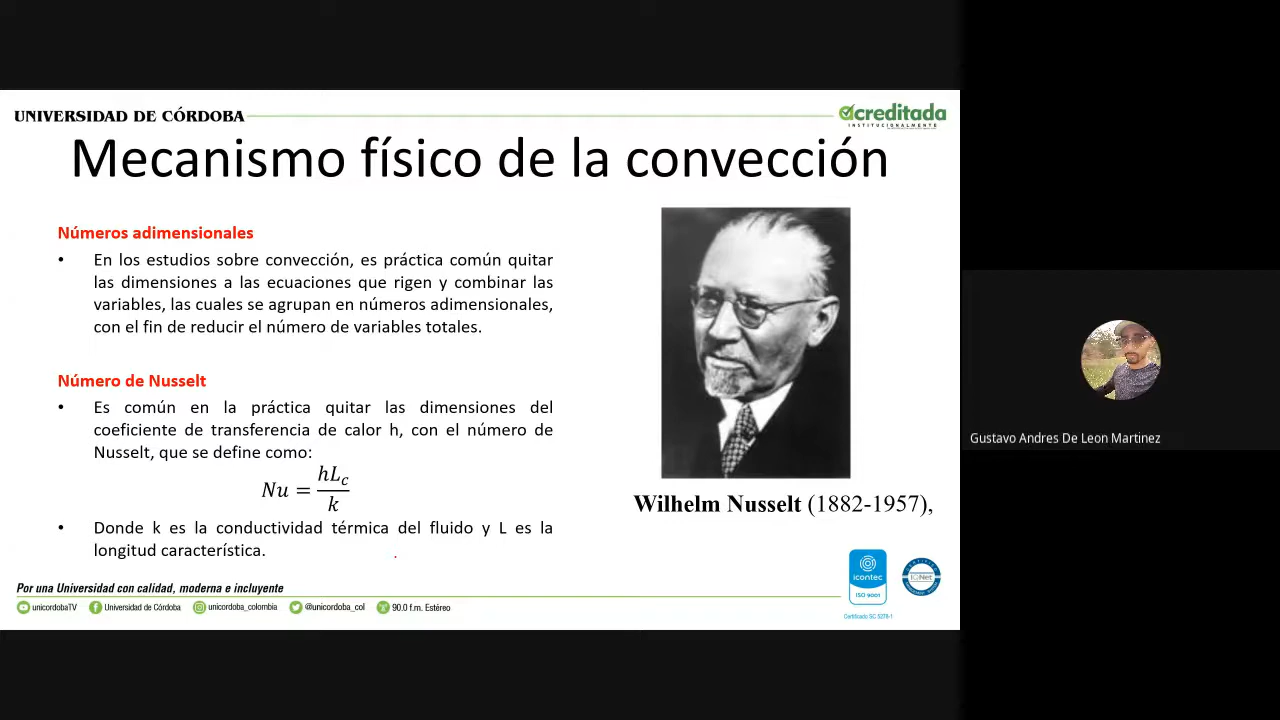 UNIVERSIDAD DE CÓRDOBA
acreditada
INSTITUCIONALMENTE
Mecanismo físico de la convección
Números adimensionales
• En los estudios sobre convección, es práctica común quitar
las dimensiones a las ecuaciones que rigen y combinar las
variables, las cuales se agrupan en números adimensionales,
con el fin de reducir el número de variables totales.
Número de Nusselt
• Es común en la práctica quitar las dimensiones del
coeficiente de transferencia de calor h, con el número de
Nusselt, que se define como:
Nu = hL_c / k
• Donde k es la conductividad térmica del fluido y L es la
longitud característica.
Wilhelm Nusselt (1882-1957),
Gustavo Andres De Leon Martinez
Por una Universidad con calidad, moderna e incluyente
unicordobaTV Universidad de Córdoba unicordoba_colombia @unicordoba_col 90.0 f.m. Estéreo
icontec
ISO 9001
Certificado SC 5278-1
IQNet